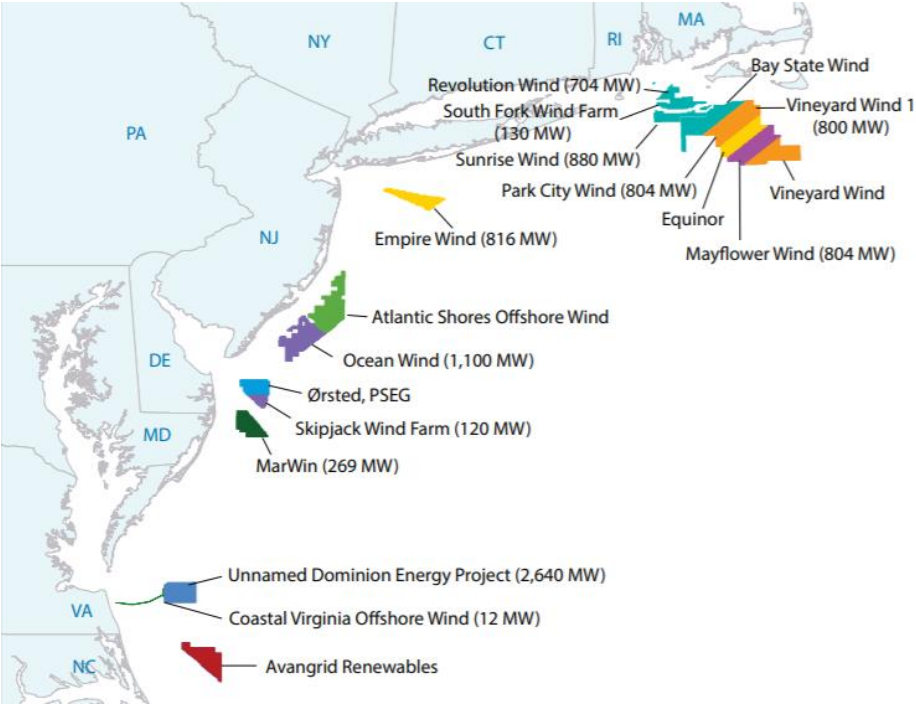 MA
NY
CT
RI
Bay State Wind
Revolution Wind (704 MW)
South Fork Wind Farm
(130 MW)
Vineyard Wind 1
(800 MW)
PA
Sunrise Wind (880 MW)
Park City Wind (804 MW)
Vineyard Wind
Equinor
NJ
Empire Wind (816 MW)
Mayflower Wind (804 MW)
Atlantic Shores Offshore Wind
DE
Ocean Wind (1,100 MW)
Ørsted, PSEG
Skipjack Wind Farm (120 MW)
MD
MarWin (269 MW)
Unnamed Dominion Energy Project (2,640 MW)
VA
Coastal Virginia Offshore Wind (12 MW)
NC
Avangrid Renewables